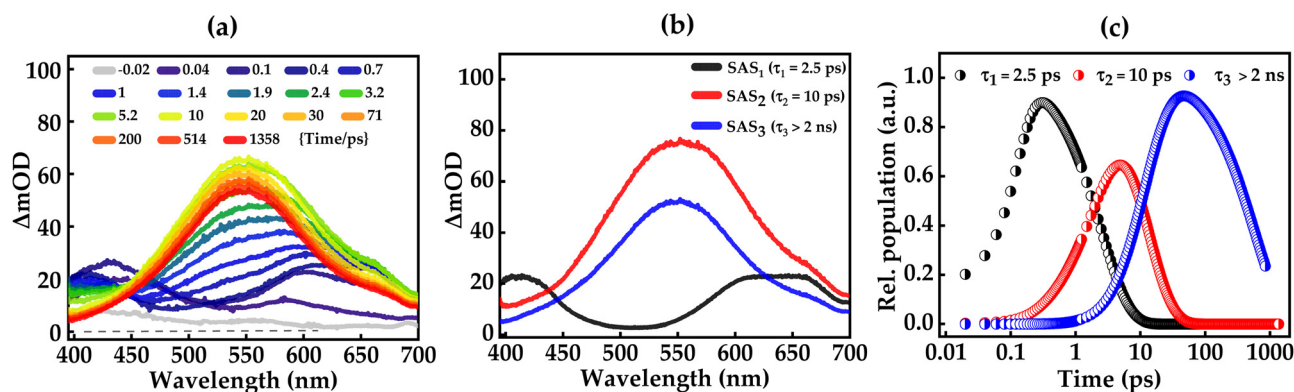 (a)
-0.02 0.04 0.1 0.4 0.7
1 1.4 1.9 2.4 3.2
5.2 10 20 30 71
200 514 1358 {Time/ps}
ΔmOD
100
80
60
40
20
0
400 450 500 550 600 650 700
Wavelength (nm)
(b)
SAS₁ (τ₁ = 2.5 ps)
SAS₂ (τ₂ = 10 ps)
SAS₃ (τ₃ > 2 ns)
ΔmOD
100
80
60
40
20
0
400 450 500 550 600 650 700
Wavelength (nm)
(c)
τ₁ = 2.5 ps τ₂ = 10 ps τ₃ > 2 ns
Rel. population (a.u.)
1.0
0.8
0.6
0.4
0.2
0.0
0.01 0.1 1 10 100 1000
Time (ps)